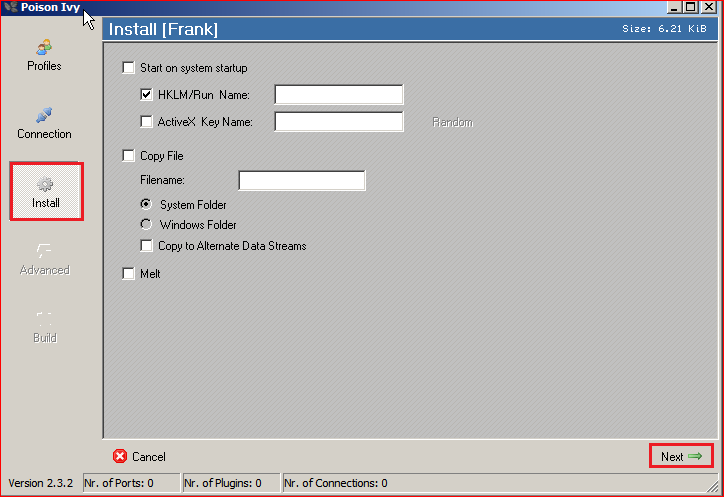 Poison Ivy
Install [Frank]
Size: 6.21 KiB
Profiles
Connection
Install
Advanced
Build
Start on system startup
HKLM/Run Name:
ActiveX Key Name:
Random
Copy File
Filename:
System Folder
Windows Folder
Copy to Alternate Data Streams
Melt
Cancel
Next
Version 2.3.2
Nr. of Ports: 0
Nr. of Plugins: 0
Nr. of Connections: 0